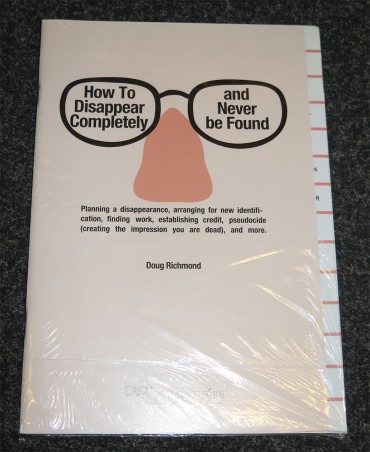 How To
Disappear
Completely
and
Never
be Found
Planning a disappearance, arranging for new identifi-
cation, finding work, establishing credit, pseudocide
(creating the impression you are dead), and more.
Doug Richmond